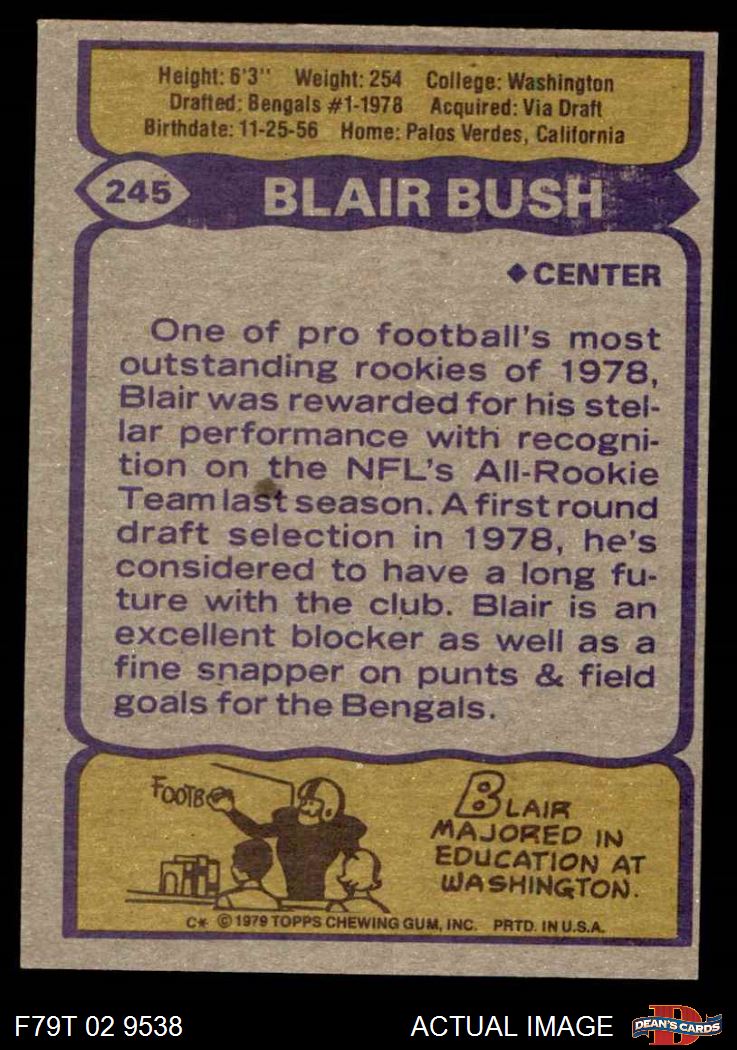 Height: 6'3" Weight: 254 College: Washington
Drafted: Bengals #1-1978 Acquired: Via Draft
Birthdate: 11-25-56 Home: Palos Verdes, California
245 BLAIR BUSH
◆ CENTER
One of pro football's most
outstanding rookies of 1978,
Blair was rewarded for his stel-
lar performance with recogni-
tion on the NFL's All-Rookie
Team last season. A first round
draft selection in 1978, he's
considered to have a long fu-
ture with the club. Blair is an
excellent blocker as well as a
fine snapper on punts & field
goals for the Bengals.
FOOTB
BLAIR
MAJORED IN
EDUCATION AT
WASHINGTON.
C* © 1979 TOPPS CHEWING GUM, INC. PRTD. IN U.S.A.
F79T 02 9538 ACTUAL IMAGE
D DEAN'S CARDS